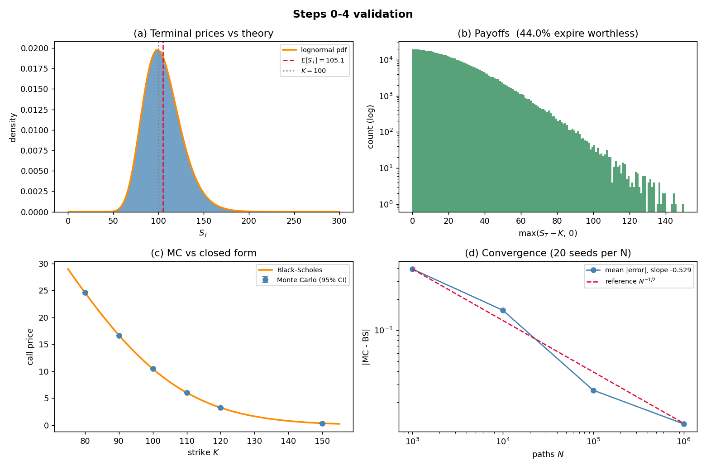 Steps 0-4 validation
(a) Terminal prices vs theory
density
0.0200
0.0175
0.0150
0.0125
0.0100
0.0075
0.0050
0.0025
0.0000
lognormal pdf
E[S_T] = 105.1
K = 100
0 50 100 150 200 250 300
S_T
(b) Payoffs (44.0% expire worthless)
count (log)
10^4
10^3
10^2
10^1
10^0
0 20 40 60 80 100 120 140
max(S_T − K, 0)
(c) MC vs closed form
call price
30
25
20
15
10
5
0
Black-Scholes
Monte Carlo (95% CI)
80 90 100 110 120 130 140 150
strike K
(d) Convergence (20 seeds per N)
|MC - BS|
10^−1
mean |error|, slope -0.529
reference N^−1/2
10^3 10^4 10^5 10^6
paths N